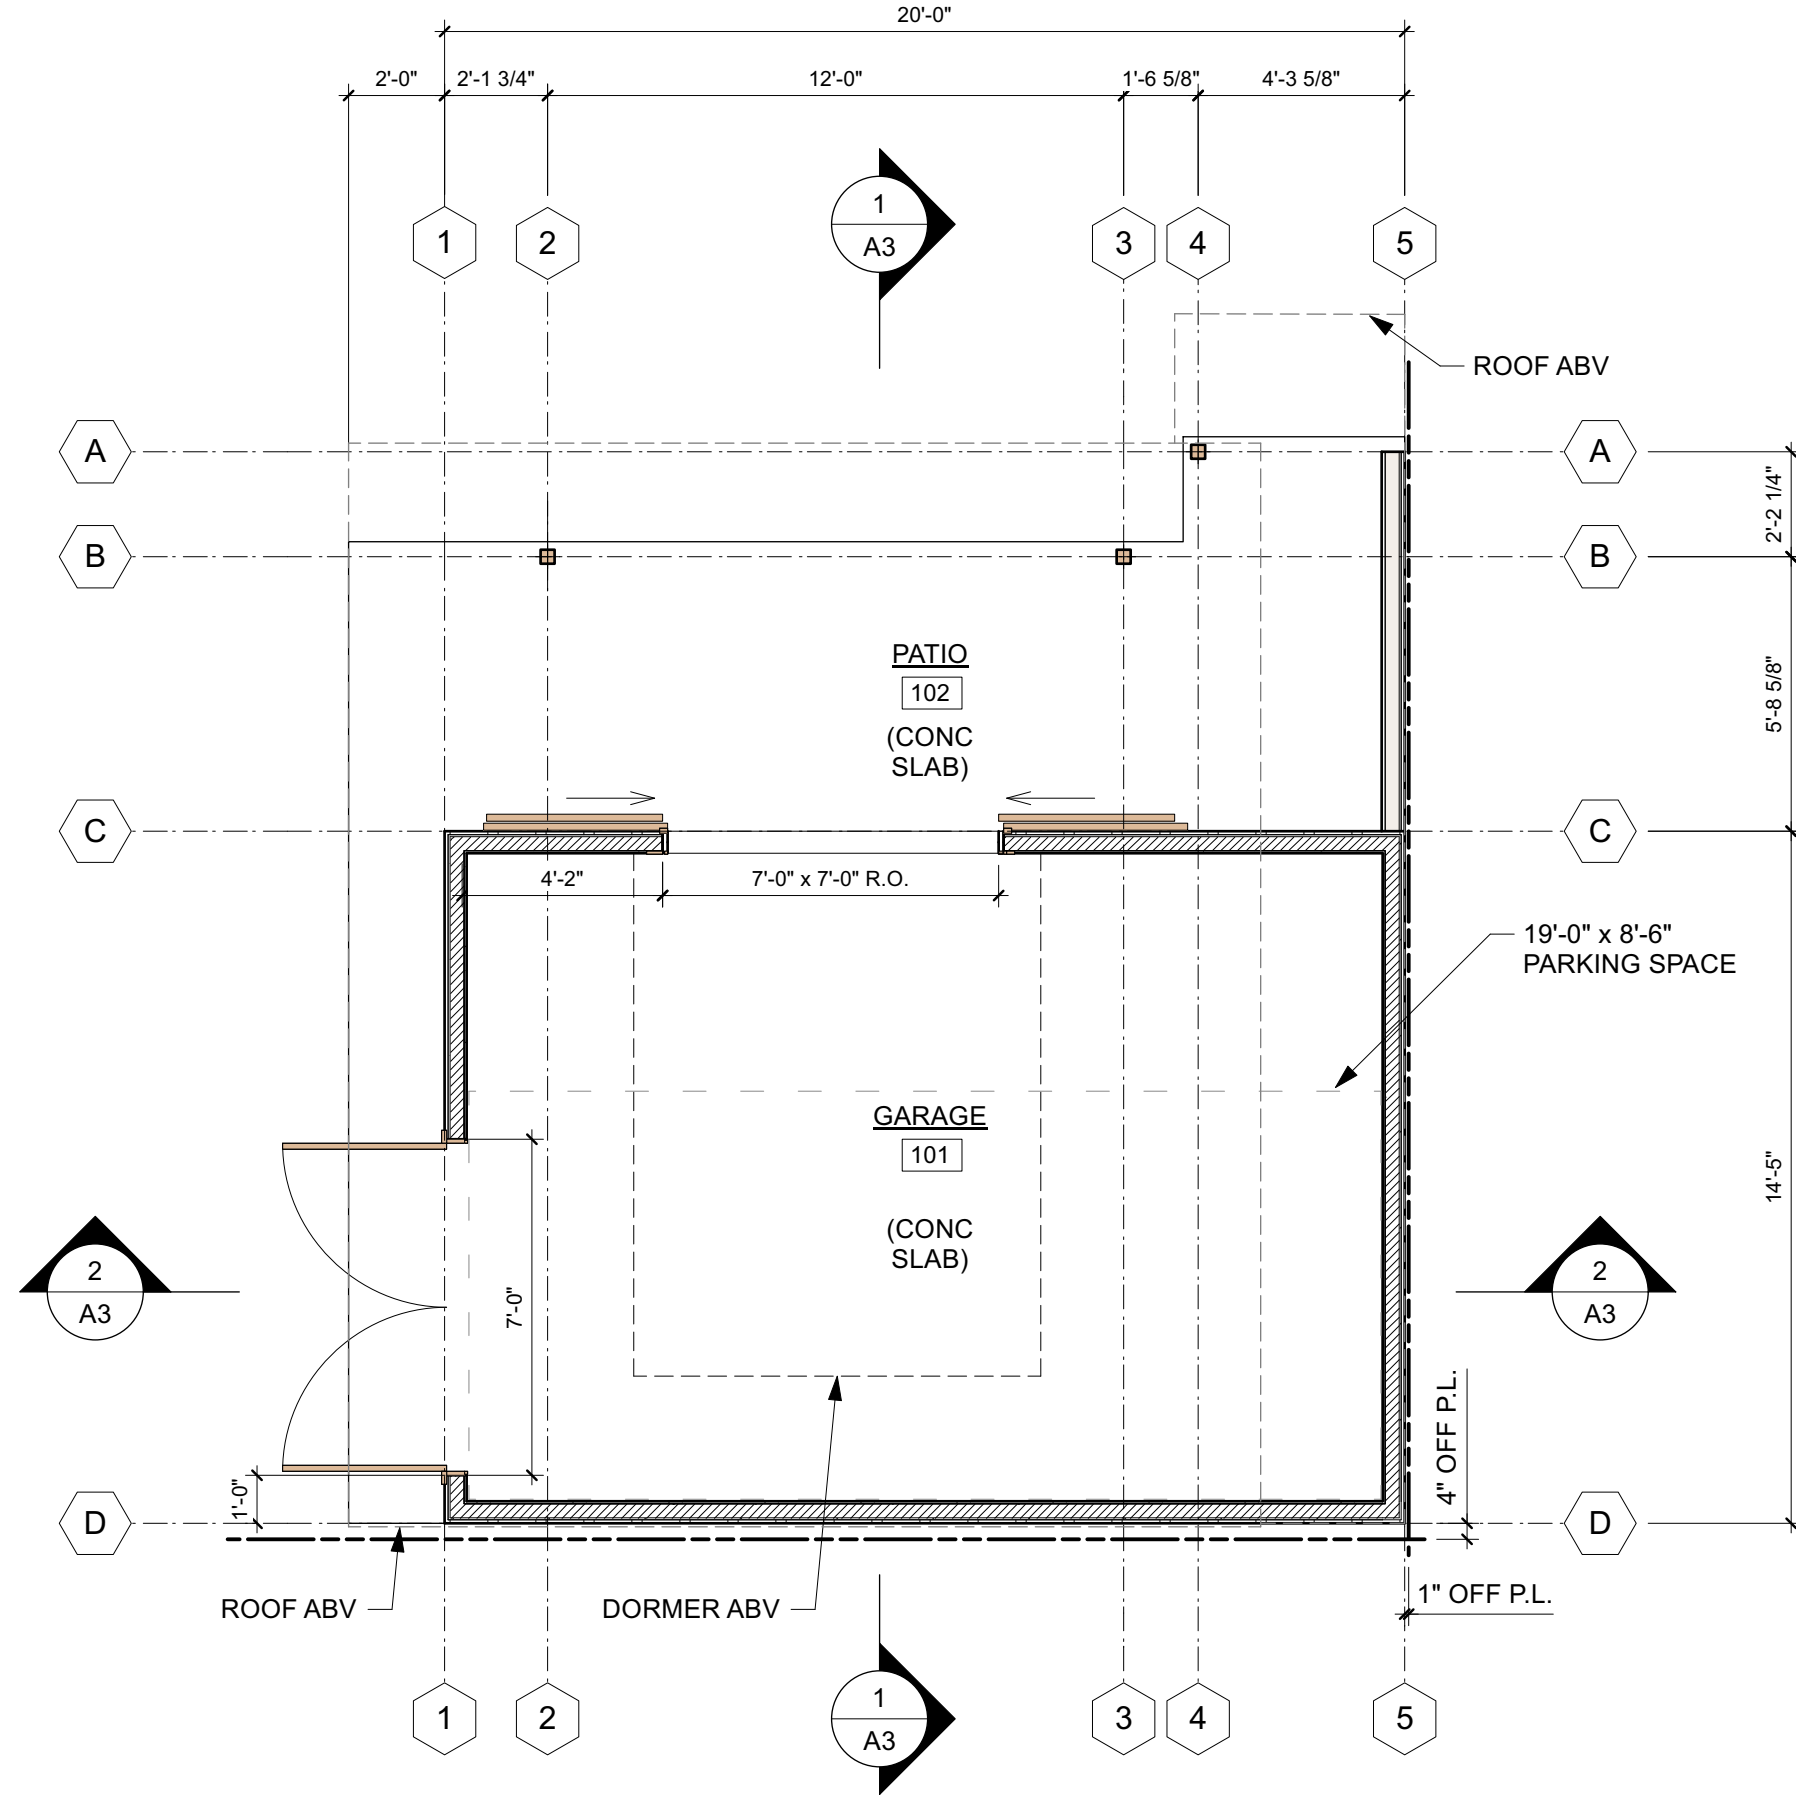 20'-0"
2'-0"
2'-1 3/4"
12'-0"
1'-6 5/8"
4'-3 5/8"
1
A3
1
2
3
4
5
ROOF ABV
A
A
2'-2 1/4"
B
B
PATIO
102
(CONC
SLAB)
5'-8 5/8"
C
C
4'-2"
7'-0" x 7'-0" R.O.
19'-0" x 8'-6"
PARKING SPACE
GARAGE
101
(CONC
SLAB)
14'-5"
2
A3
7'-0"
2
A3
4" OFF P.L.
1'-0"
D
D
ROOF ABV
DORMER ABV
1" OFF P.L.
1
2
1
A3
3
4
5